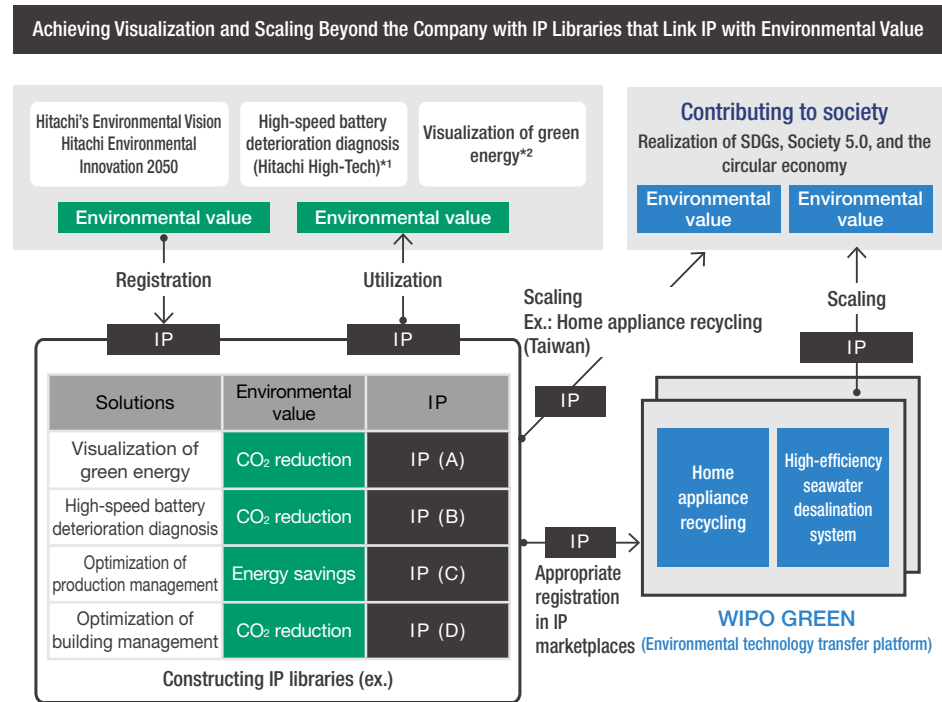 Achieving Visualization and Scaling Beyond the Company with IP Libraries that Link IP with Environmental Value
Hitachi's Environmental Vision
Hitachi Environmental
Innovation 2050
High-speed battery
deterioration diagnosis
(Hitachi High-Tech)*1
Visualization of green
energy*2
Environmental value
Environmental value
Contributing to society
Realization of SDGs, Society 5.0, and the
circular economy
Environmental
value
Environmental
value
Registration
Utilization
Scaling
Ex.: Home appliance recycling
(Taiwan)
Scaling
IP
IP
IP
IP
Solutions
Environmental
value
IP
Visualization of
green energy
CO₂ reduction
IP (A)
High-speed battery
deterioration diagnosis
CO₂ reduction
IP (B)
Optimization of
production management
Energy savings
IP (C)
Optimization of
building management
CO₂ reduction
IP (D)
Constructing IP libraries (ex.)
IP
Appropriate
registration
in IP
marketplaces
Home
appliance
recycling
High-efficiency
seawater
desalination
system
WIPO GREEN
(Environmental technology transfer platform)